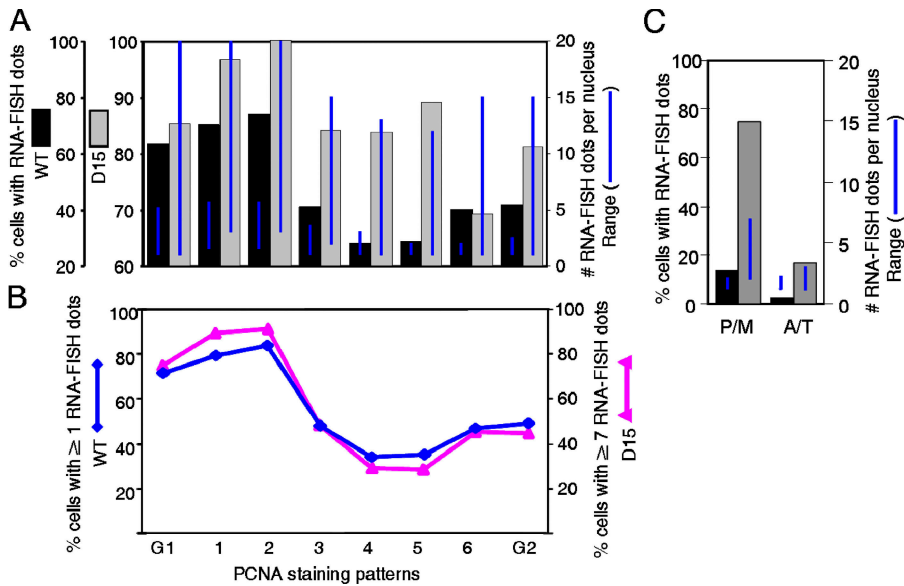 A
% cells with RNA-FISH dots
WT
100
80
60
40
20
D15
100
90
80
70
60
20
15
10
5
0
# RNA-FISH dots per nucleus
Range (
)
B
% cells with ≥ 1 RNA-FISH dots
WT
100
80
60
40
20
100
80
60
40
20
% cells with ≥ 7 RNA-FISH dots
D15
G1 1 2 3 4 5 6 G2
PCNA staining patterns
C
% cells with RNA-FISH dots
100
80
60
40
20
0
20
15
10
5
0
# RNA-FISH dots per nucleus
Range (
)
P/M A/T